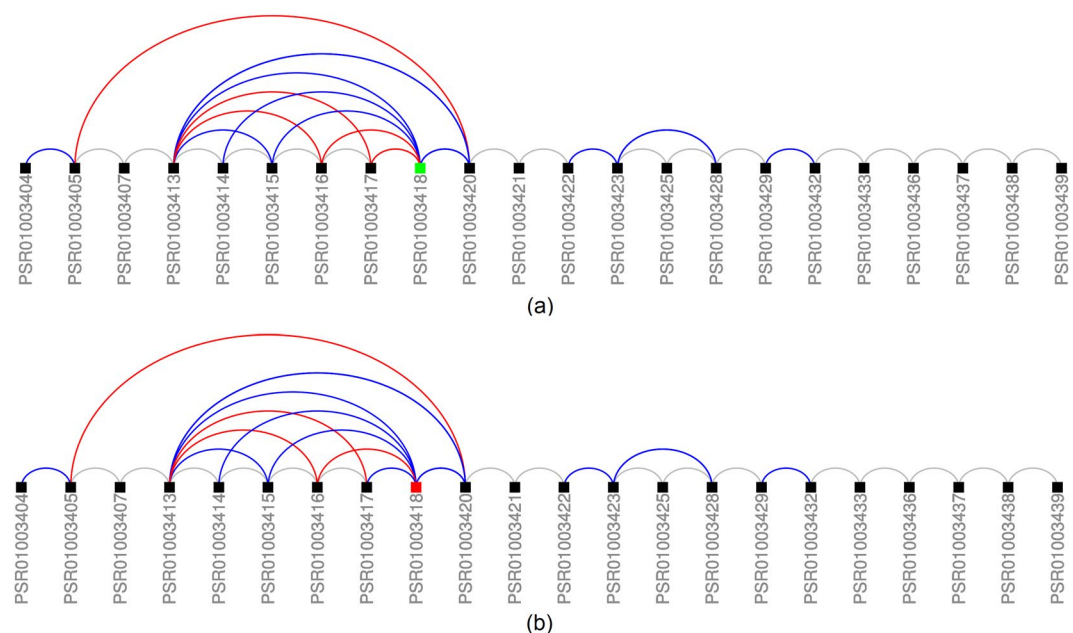 PSR01003404
PSR01003405
PSR01003407
PSR01003413
PSR01003414
PSR01003415
PSR01003416
PSR01003417
PSR01003418
PSR01003420
PSR01003421
PSR01003422
PSR01003423
PSR01003425
PSR01003428
PSR01003429
PSR01003432
PSR01003433
PSR01003436
PSR01003437
PSR01003438
PSR01003439
(a)
PSR01003404
PSR01003405
PSR01003407
PSR01003413
PSR01003414
PSR01003415
PSR01003416
PSR01003417
PSR01003418
PSR01003420
PSR01003421
PSR01003422
PSR01003423
PSR01003425
PSR01003428
PSR01003429
PSR01003432
PSR01003433
PSR01003436
PSR01003437
PSR01003438
PSR01003439
(b)